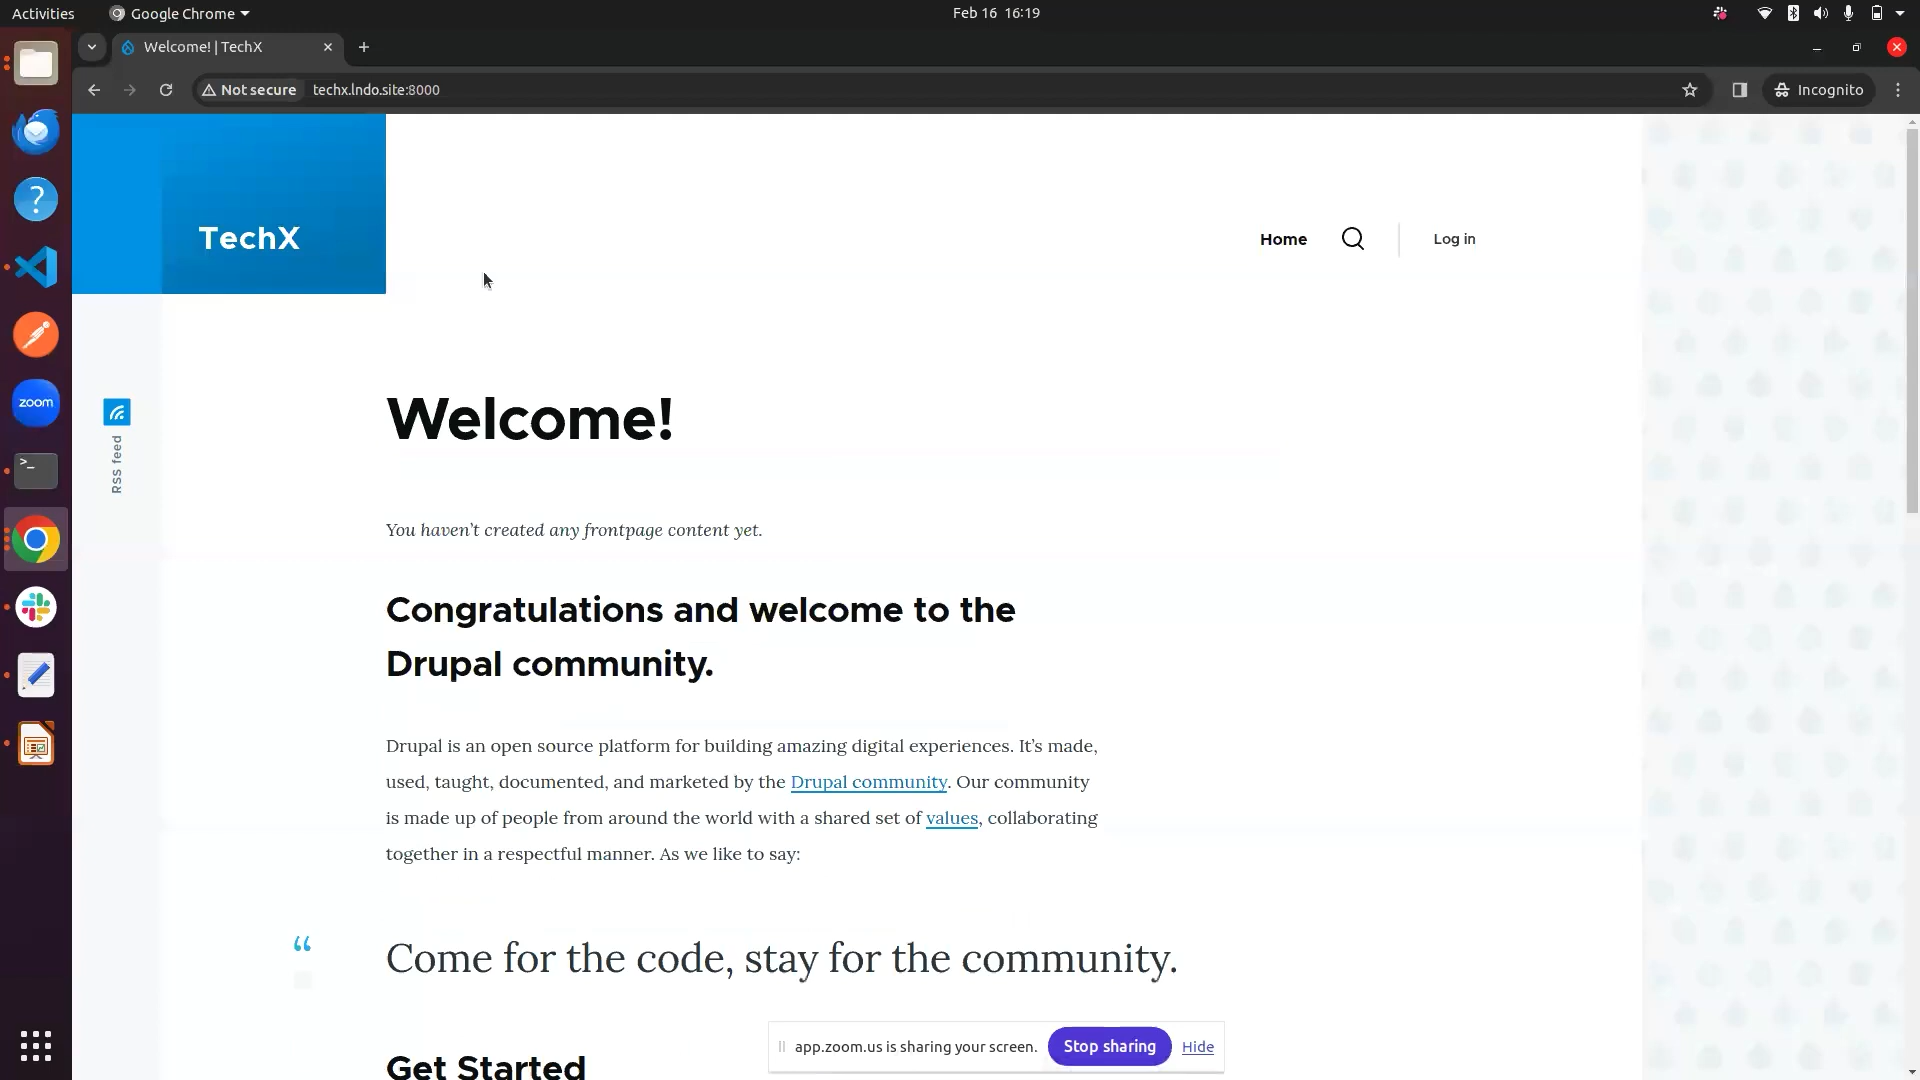 Activities
Google Chrome
Feb 16 16:19
Welcome! | TechX
Not secure
techx.lndo.site:8000
Incognito
TechX
Home
Log in
RSS feed
zoom
Welcome!
You haven’t created any frontpage content yet.
Congratulations and welcome to the
Drupal community.
Drupal is an open source platform for building amazing digital experiences. It’s made,
used, taught, documented, and marketed by the Drupal community. Our community
is made up of people from around the world with a shared set of values, collaborating
together in a respectful manner. As we like to say:
“
Come for the code, stay for the community.
Get Started
app.zoom.us is sharing your screen.
Stop sharing
Hide